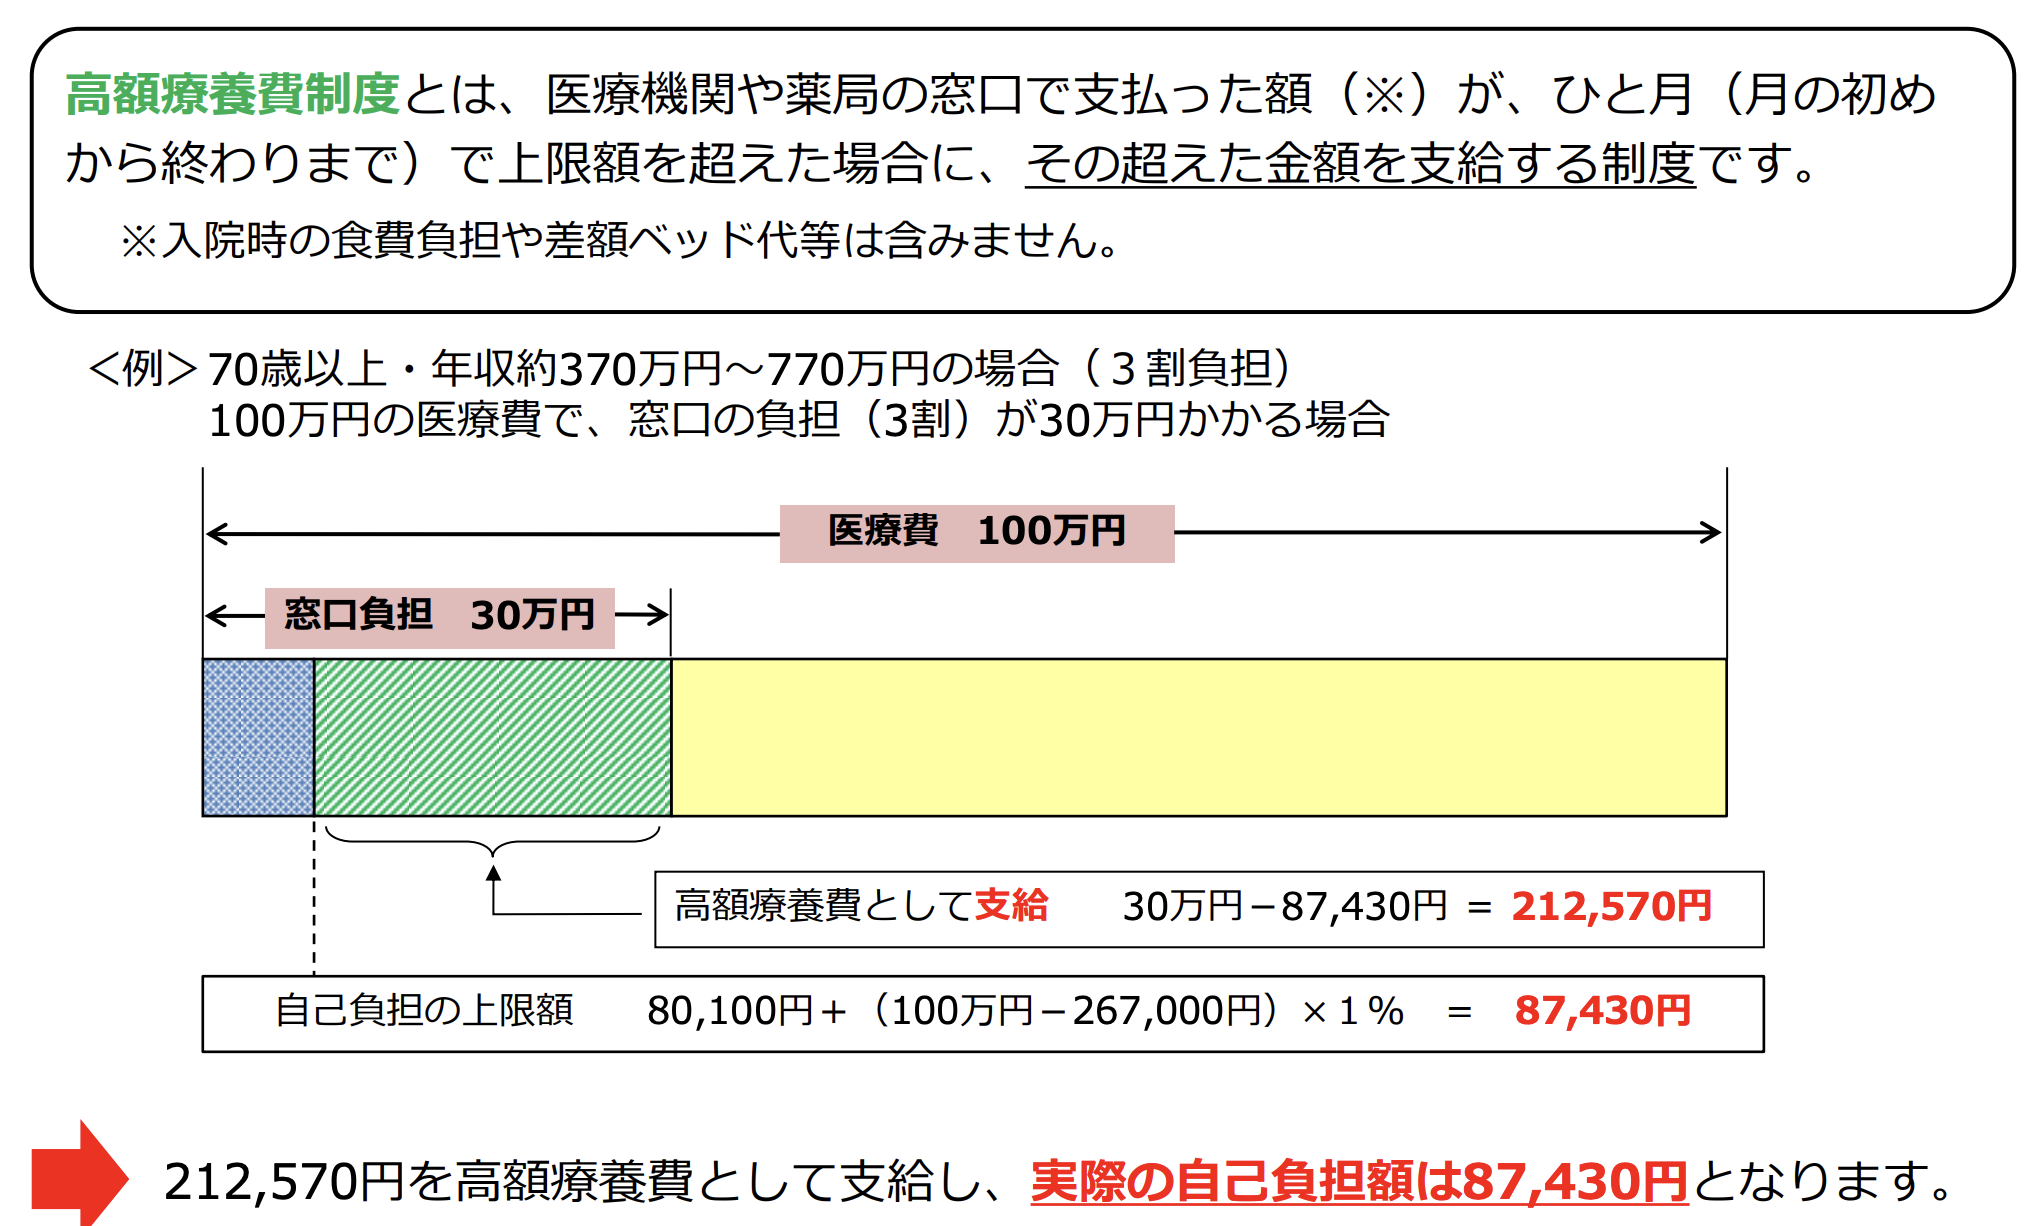 高額療養費制度とは、医療機関や薬局の窓口で支払った額（※）が、ひと月（月の初め
から終わりまで）で上限額を超えた場合に、その超えた金額を支給する制度です。
※入院時の食費負担や差額ベッド代等は含みません。
＜例＞70歳以上・年収約370万円～770万円の場合（３割負担）
100万円の医療費で、窓口の負担（3割）が30万円かかる場合
医療費　100万円
窓口負担　30万円
高額療養費として支給　　30万円－87,430円 ＝ 212,570円
自己負担の上限額　　80,100円＋（100万円－267,000円）×１％　＝　87,430円
212,570円を高額療養費として支給し、実際の自己負担額は87,430円となります。